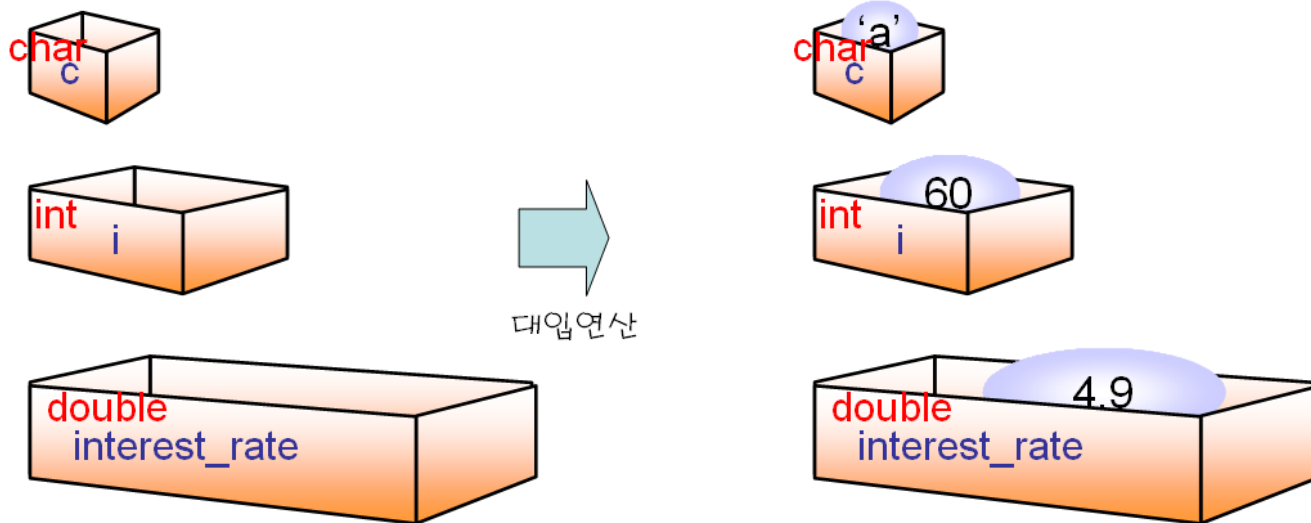 char
c
int
i
double
interest_rate
대입연산
‘a’
char
c
60
int
i
4.9
double
interest_rate